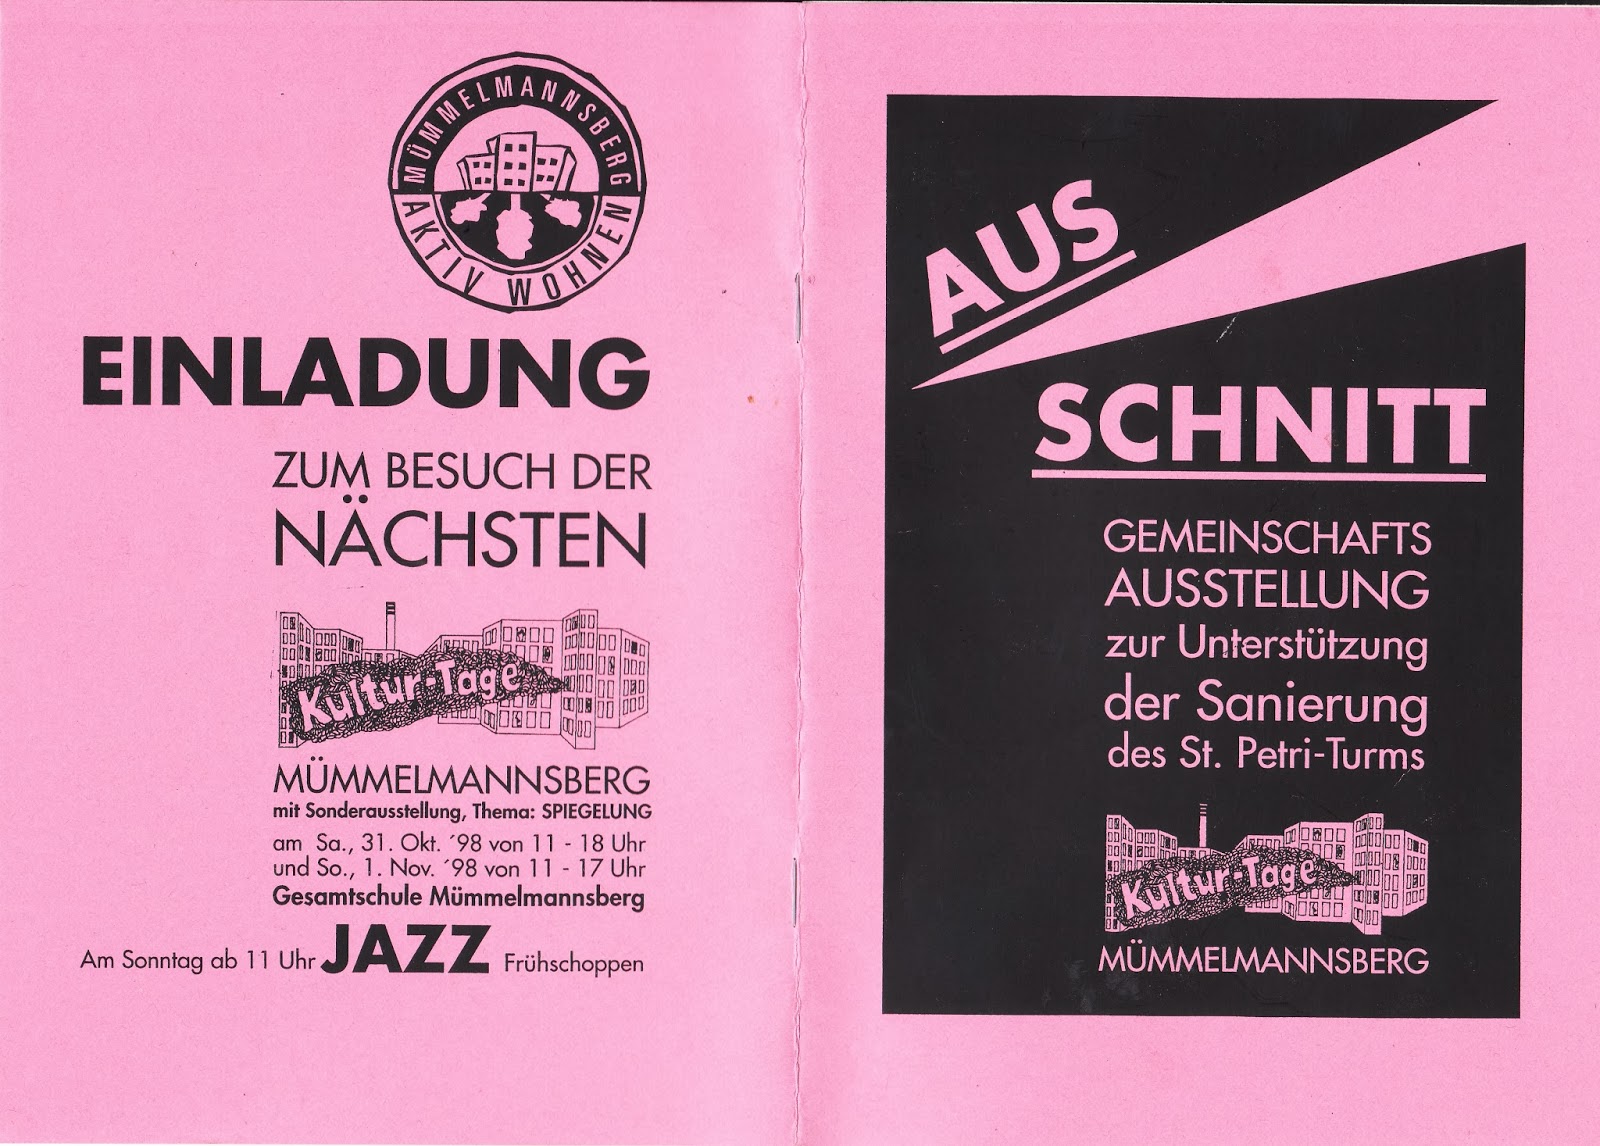 MÜMMELMANNSBERG
AKTIV WOHNEN
EINLADUNG
ZUM BESUCH DER
NÄCHSTEN
Kultur-Tage
MÜMMELMANNSBERG
mit Sonderausstellung, Thema: SPIEGELUNG
am Sa., 31. Okt. ´98 von 11 - 18 Uhr
und So., 1. Nov. ´98 von 11 - 17 Uhr
Gesamtschule Mümmelmannsberg
Am Sonntag ab 11 Uhr JAZZ Frühschoppen
AUS
SCHNITT
GEMEINSCHAFTS
AUSSTELLUNG
zur Unterstützung
der Sanierung
des St. Petri-Turms
Kultur-Tage
MÜMMELMANNSBERG